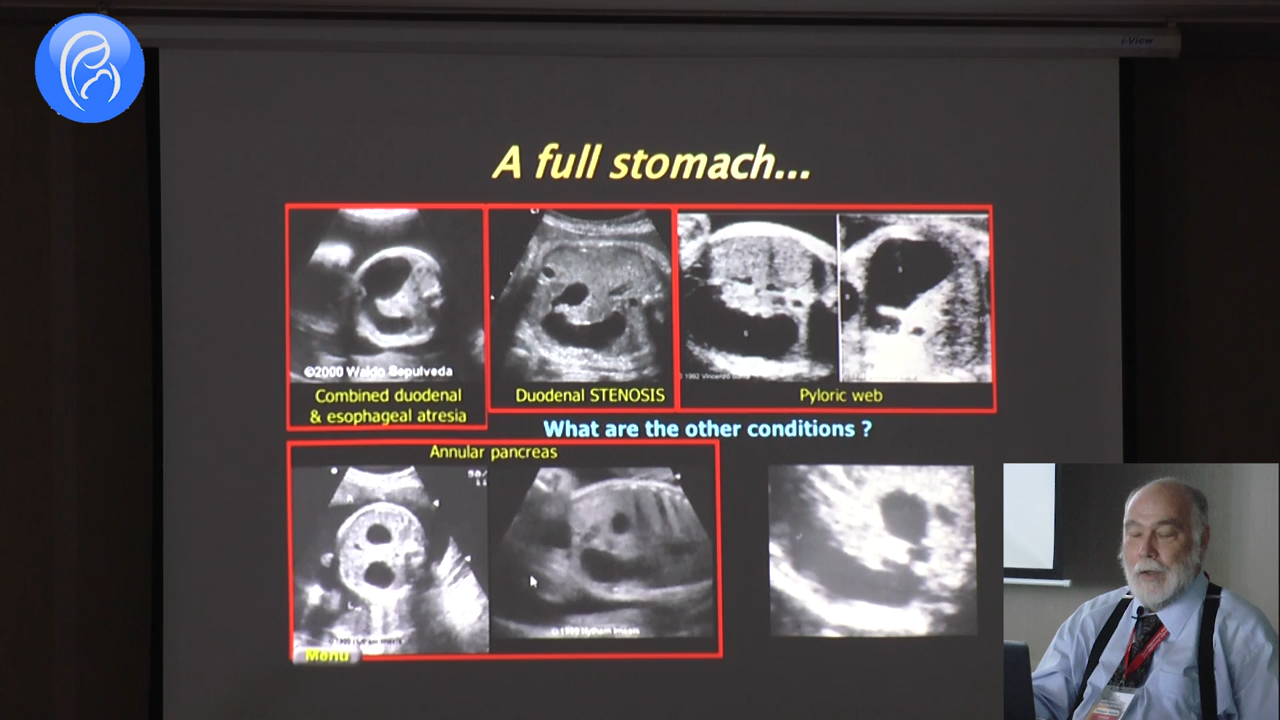 i-View
A full stomach...
©2000 Waldo Sepulveda
Combined duodenal
& esophageal atresia
Duodenal STENOSIS
Pyloric web
What are the other conditions ?
Annular pancreas
Menu